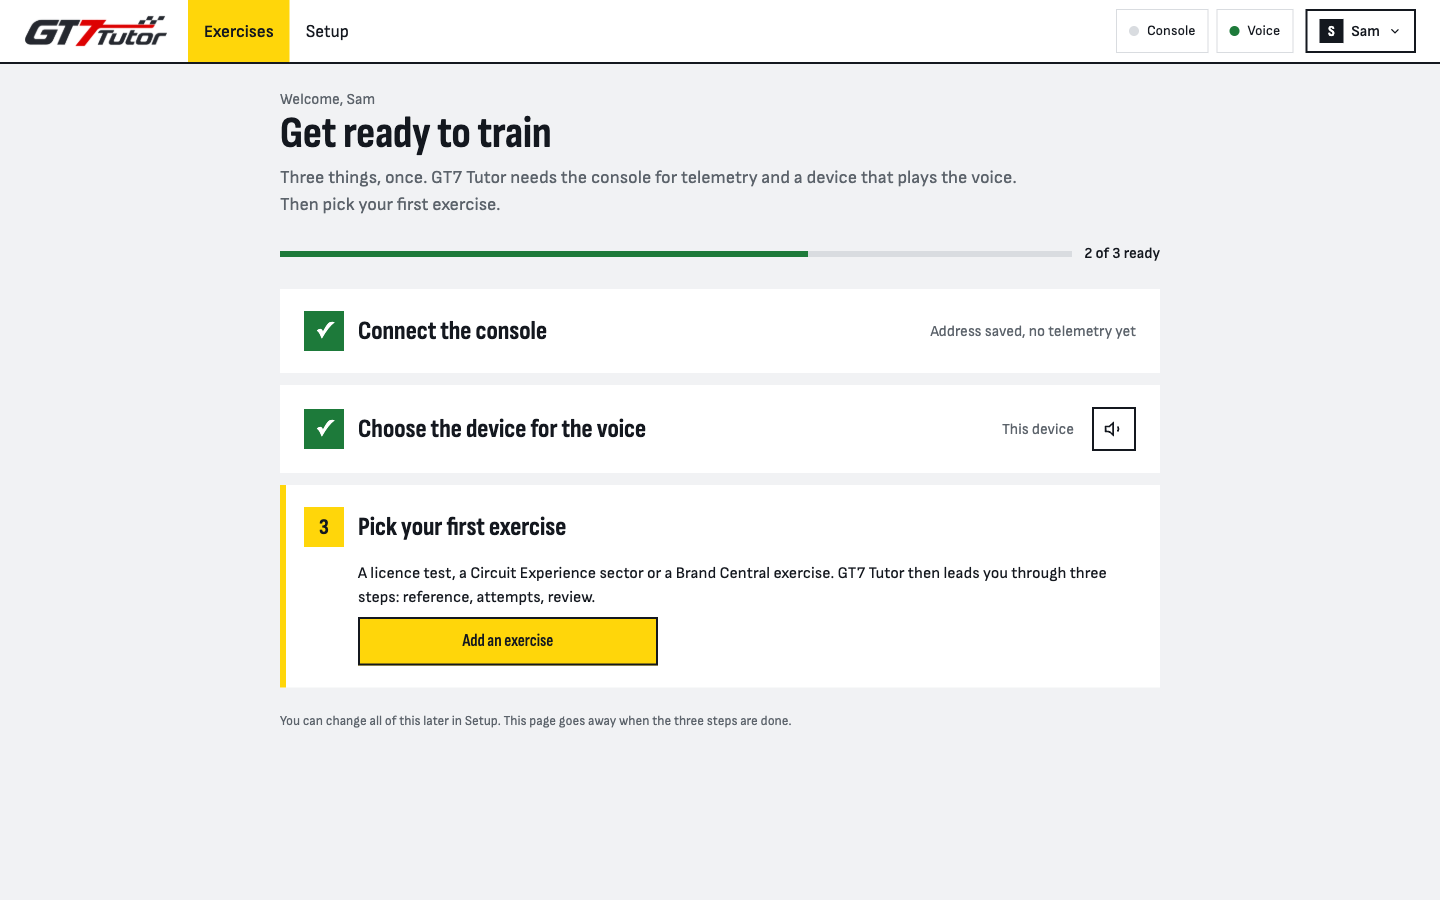 GT7 Tutor
Exercises
Setup
Console
Voice
S
Sam
Welcome, Sam
Get ready to train
Three things, once. GT7 Tutor needs the console for telemetry and a device that plays the voice.
Then pick your first exercise.
2 of 3 ready
Connect the console
Address saved, no telemetry yet
Choose the device for the voice
This device
3
Pick your first exercise
A licence test, a Circuit Experience sector or a Brand Central exercise. GT7 Tutor then leads you through three
steps: reference, attempts, review.
Add an exercise
You can change all of this later in Setup. This page goes away when the three steps are done.